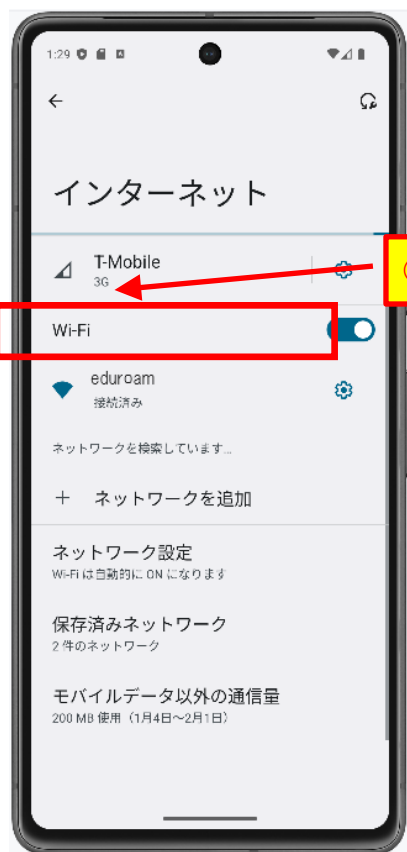 1:29
インターネット
T-Mobile
3G
Wi-Fi
eduroam
接続済み
ネットワークを検索しています...
+ ネットワークを追加
ネットワーク設定
Wi-Fi は自動的に ON になります
保存済みネットワーク
2 件のネットワーク
モバイルデータ以外の通信量
200 MB 使用（1月4日～2月1日）